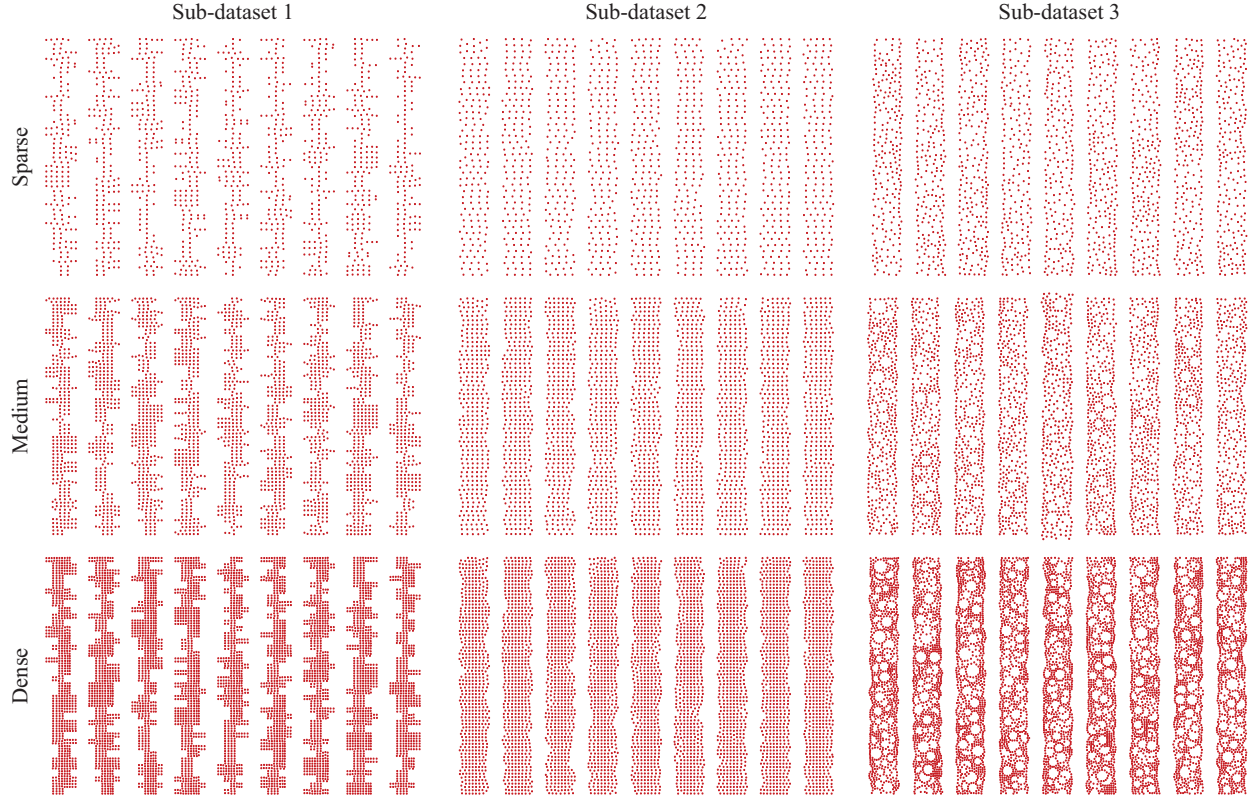 Sub-dataset 1
Sub-dataset 2
Sub-dataset 3
Sparse
Medium
Dense